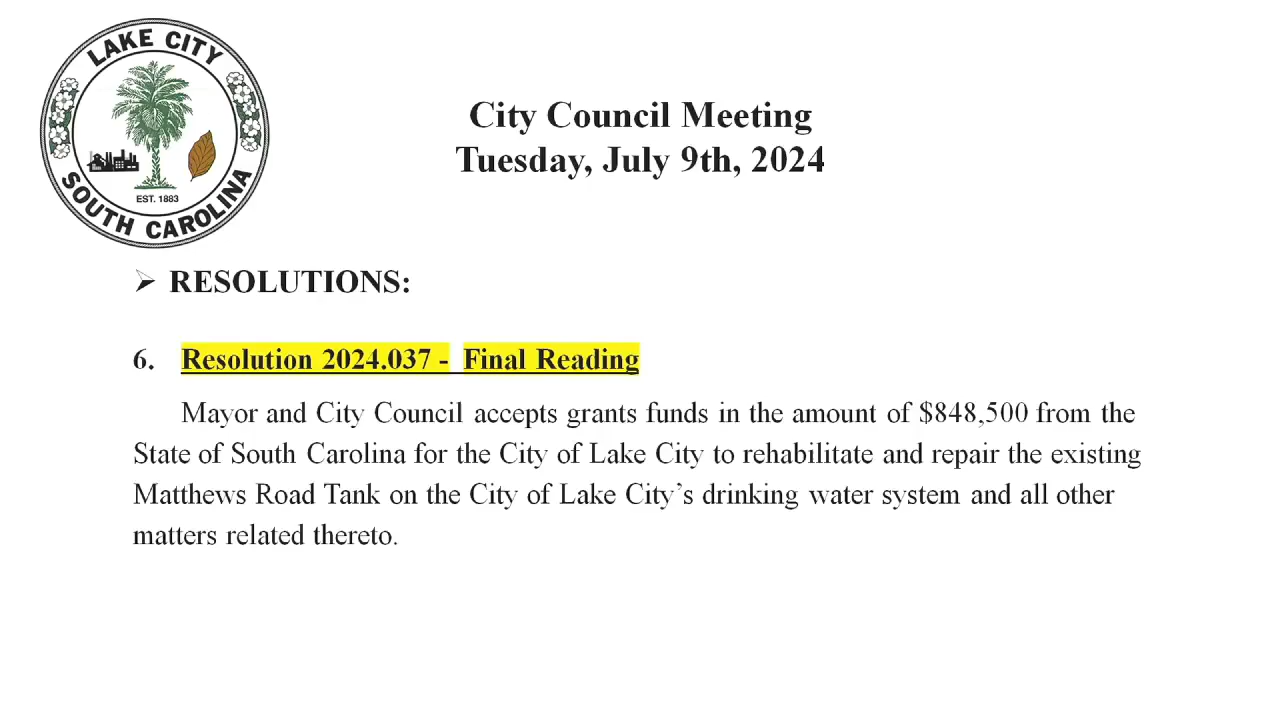 LAKE CITY
EST. 1883
SOUTH CAROLINA
City Council Meeting
Tuesday, July 9th, 2024
➢ RESOLUTIONS:
6. Resolution 2024.037 - Final Reading
Mayor and City Council accepts grants funds in the amount of $848,500 from the
State of South Carolina for the City of Lake City to rehabilitate and repair the existing
Matthews Road Tank on the City of Lake City’s drinking water system and all other
matters related thereto.